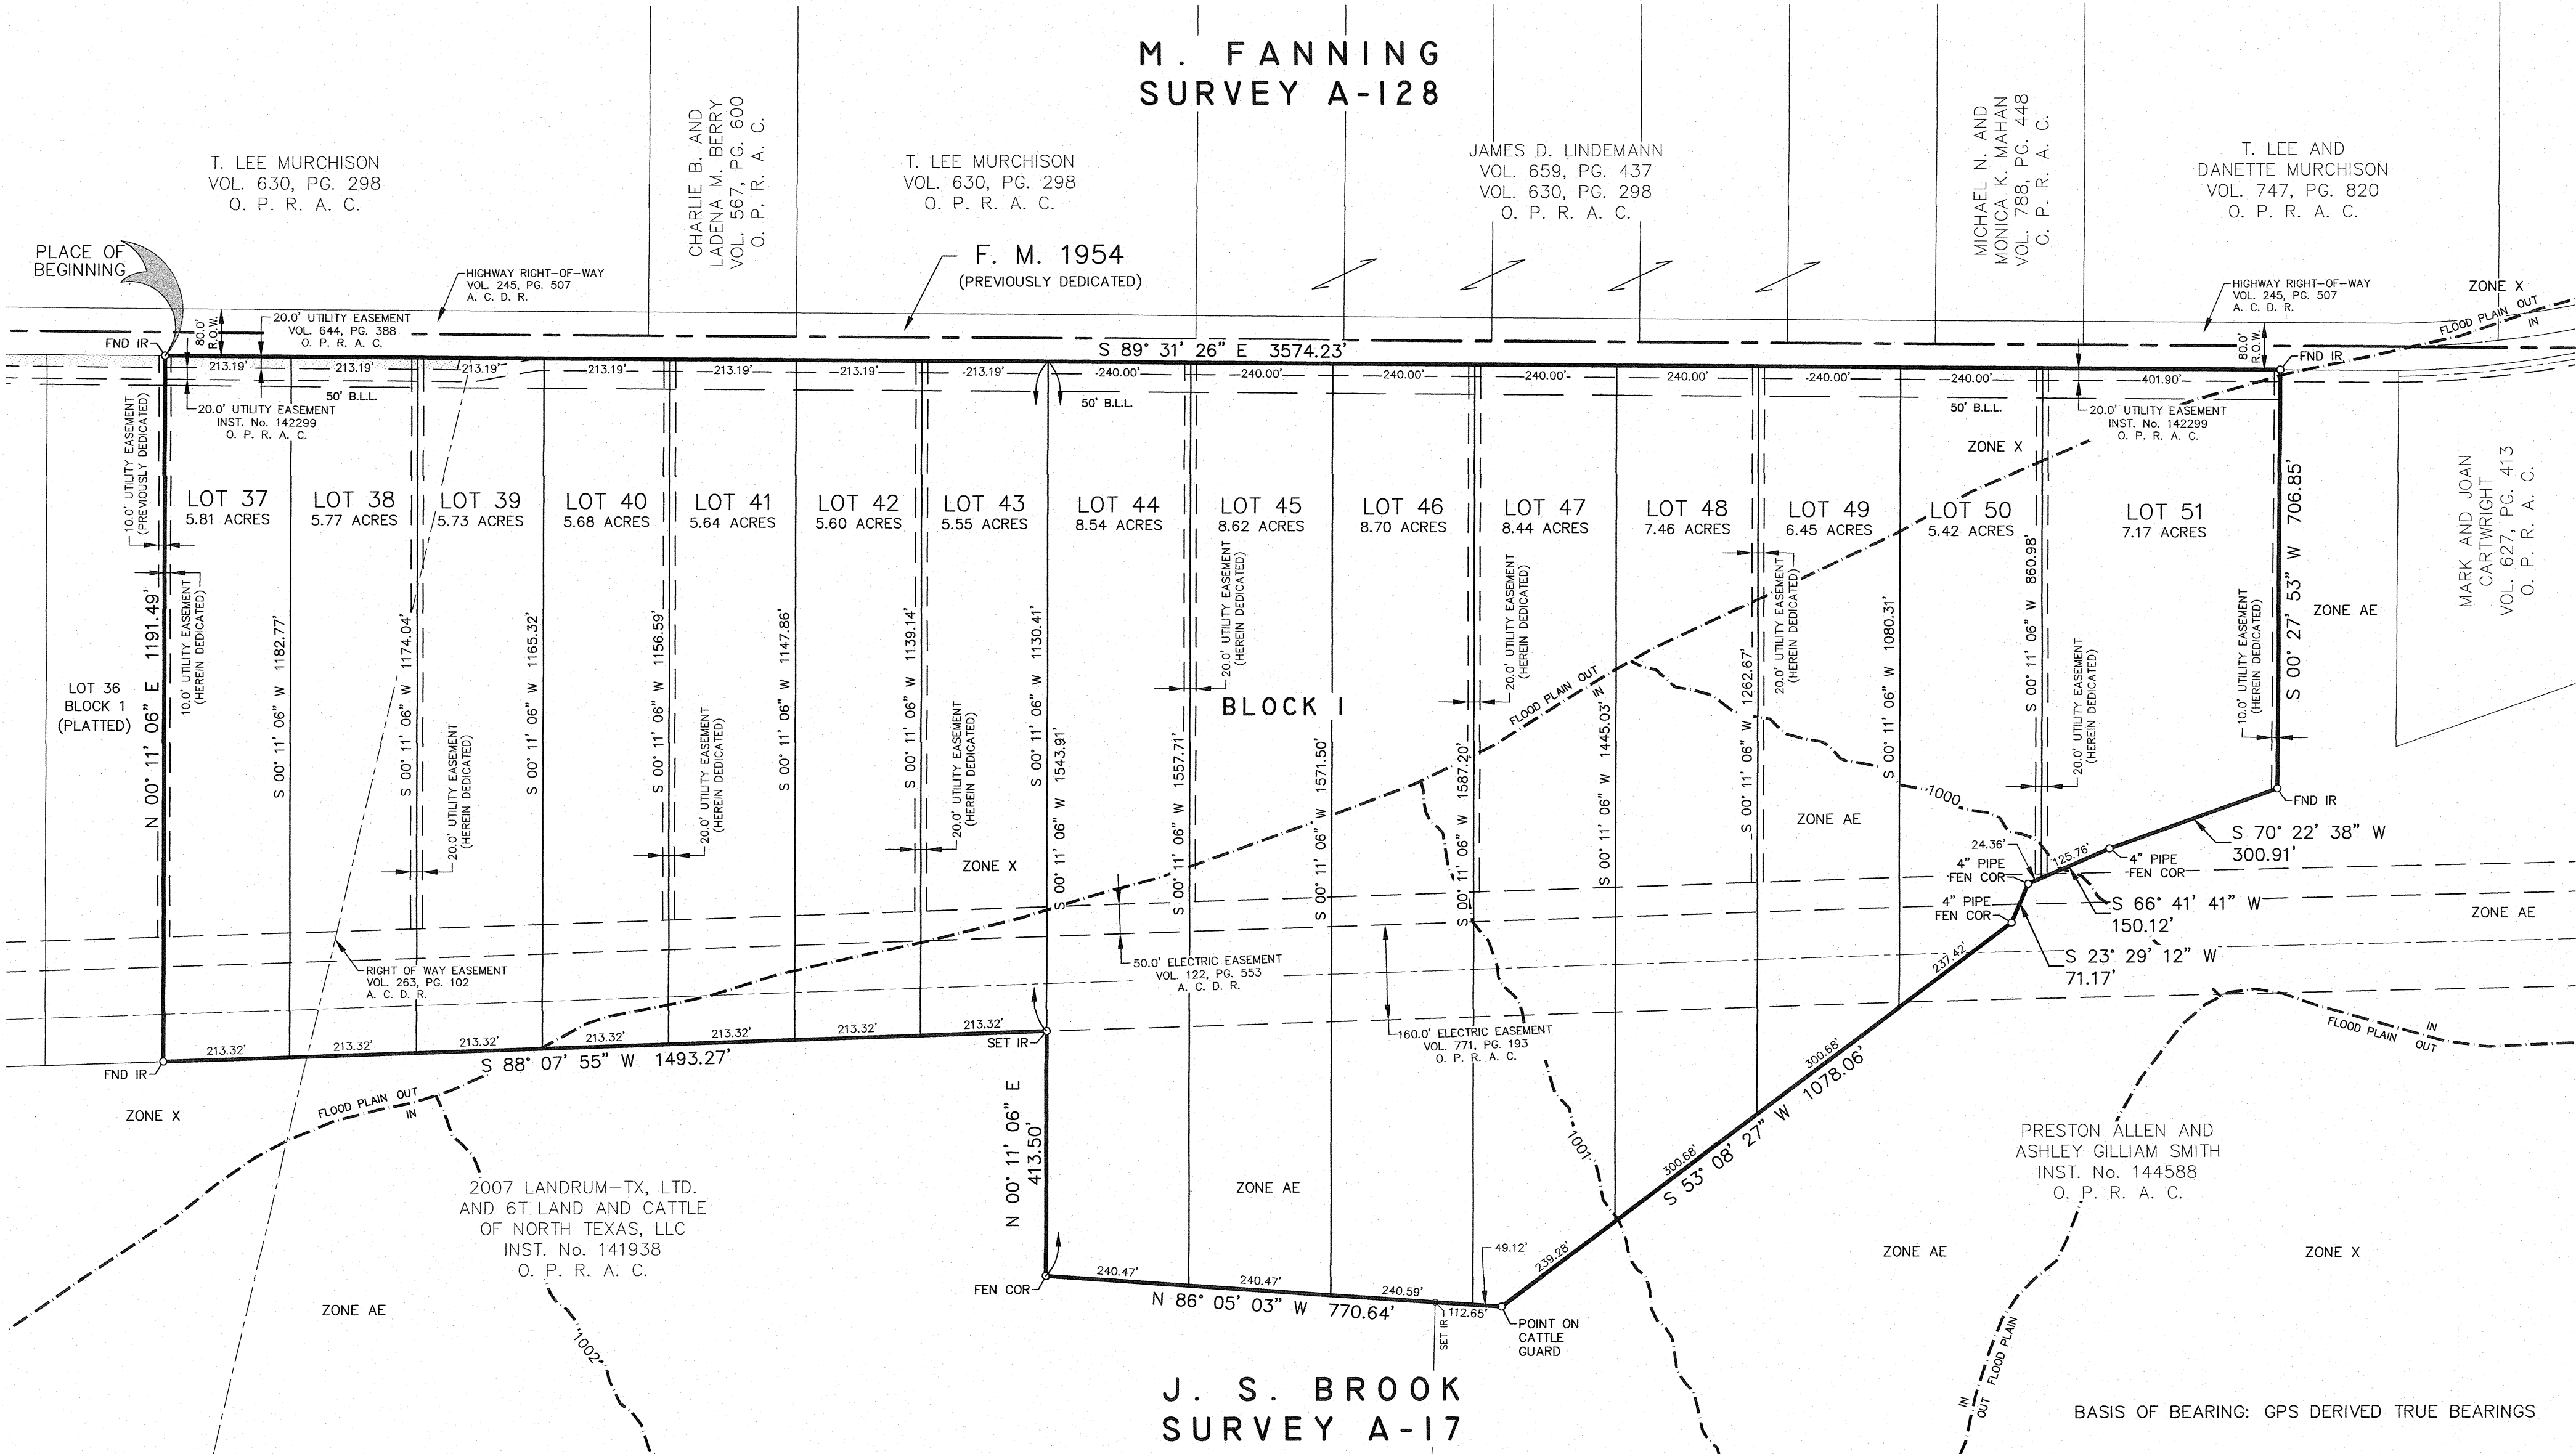 M. FANNING
SURVEY A-128
T. LEE MURCHISON
VOL. 630, PG. 298
O. P. R. A. C.
CHARLIE B. AND
LADENA M. BERRY
VOL. 567, PG. 600
O. P. R. A. C.
T. LEE MURCHISON
VOL. 630, PG. 298
O. P. R. A. C.
JAMES D. LINDEMANN
VOL. 659, PG. 437
VOL. 630, PG. 298
O. P. R. A. C.
MICHAEL N. AND
MONICA K. MAHAN
VOL. 788, PG. 448
O. P. R. A. C.
T. LEE AND
DANETTE MURCHISON
VOL. 747, PG. 820
O. P. R. A. C.
PLACE OF
BEGINNING
HIGHWAY RIGHT-OF-WAY
VOL. 245, PG. 507
A. C. D. R.
F. M. 1954
(PREVIOUSLY DEDICATED)
HIGHWAY RIGHT-OF-WAY
VOL. 245, PG. 507
A. C. D. R.
ZONE X
FLOOD PLAIN OUT
IN
FND IR
80.0'
R.O.W.
20.0' UTILITY EASEMENT
VOL. 644, PG. 388
O. P. R. A. C.
S 89° 31' 26" E 3574.23'
80.0'
R.O.W.
FND IR
213.19'
213.19'
213.19'
213.19'
213.19'
213.19'
213.19'
240.00'
240.00'
240.00'
240.00'
240.00'
240.00'
240.00'
401.90'
50' B.L.L.
50' B.L.L.
50' B.L.L.
20.0' UTILITY EASEMENT
INST. No. 142299
O. P. R. A. C.
20.0' UTILITY EASEMENT
INST. No. 142299
O. P. R. A. C.
ZONE X
10.0' UTILITY EASEMENT
(PREVIOUSLY DEDICATED)
LOT 37
5.81 ACRES
LOT 38
5.77 ACRES
LOT 39
5.73 ACRES
LOT 40
5.68 ACRES
LOT 41
5.64 ACRES
LOT 42
5.60 ACRES
LOT 43
5.55 ACRES
LOT 44
8.54 ACRES
LOT 45
8.62 ACRES
LOT 46
8.70 ACRES
LOT 47
8.44 ACRES
LOT 48
7.46 ACRES
LOT 49
6.45 ACRES
LOT 50
5.42 ACRES
LOT 51
7.17 ACRES
MARK AND JOAN
CARTWRIGHT
VOL. 627, PG. 413
O. P. R. A. C.
LOT 36
BLOCK 1
(PLATTED)
N 00° 11' 06" E 1191.49'
10.0' UTILITY EASEMENT
(HEREIN DEDICATED)
S 00° 11' 06" W 1182.77'
S 00° 11' 06" W 1174.04'
20.0' UTILITY EASEMENT
(HEREIN DEDICATED)
S 00° 11' 06" W 1165.32'
S 00° 11' 06" W 1156.59'
20.0' UTILITY EASEMENT
(HEREIN DEDICATED)
S 00° 11' 06" W 1147.86'
S 00° 11' 06" W 1139.14'
20.0' UTILITY EASEMENT
(HEREIN DEDICATED)
S 00° 11' 06" W 1130.41'
S 00° 11' 06" W 1543.91'
S 00° 11' 06" W 1557.71'
20.0' UTILITY EASEMENT
(HEREIN DEDICATED)
BLOCK 1
S 00° 11' 06" W 1571.50'
S 00° 11' 06" W 1587.20'
20.0' UTILITY EASEMENT
(HEREIN DEDICATED)
FLOOD PLAIN OUT
IN
S 00° 11' 06" W 1445.03'
S 00° 11' 06" W 1262.67'
20.0' UTILITY EASEMENT
(HEREIN DEDICATED)
S 00° 11' 06" W 1080.31'
S 00° 11' 06" W 860.98'
20.0' UTILITY EASEMENT
(HEREIN DEDICATED)
10.0' UTILITY EASEMENT
(HEREIN DEDICATED)
S 00° 27' 53" W 706.85'
ZONE AE
1000
ZONE AE
ZONE X
FND IR
S 70° 22' 38" W
300.91'
24.36'
125.76'
4" PIPE
FEN COR
4" PIPE
FEN COR
4" PIPE
FEN COR
S 66° 41' 41" W
150.12'
S 23° 29' 12" W
71.17'
ZONE AE
RIGHT OF WAY EASEMENT
VOL. 263, PG. 102
A. C. D. R.
50.0' ELECTRIC EASEMENT
VOL. 122, PG. 553
A. C. D. R.
160.0' ELECTRIC EASEMENT
VOL. 771, PG. 193
O. P. R. A. C.
237.42'
IN
FLOOD PLAIN OUT
213.32'
213.32'
213.32'
213.32'
213.32'
213.32'
213.32'
S 88° 07' 55" W 1493.27'
SET IR
FND IR
ZONE X
FLOOD PLAIN OUT
IN
300.68'
S 53° 08' 27" W 1078.06'
300.68'
239.28'
N 00° 11' 06" E
413.50'
1001
PRESTON ALLEN AND
ASHLEY GILLIAM SMITH
INST. No. 144588
O. P. R. A. C.
2007 LANDRUM-TX, LTD.
AND 6T LAND AND CATTLE
OF NORTH TEXAS, LLC
INST. No. 141938
O. P. R. A. C.
ZONE AE
ZONE AE
ZONE X
FEN COR
240.47'
240.47'
240.59'
49.12'
112.65'
N 86° 05' 03" W 770.64'
SET IR
POINT ON
CATTLE
GUARD
ZONE AE
1002
IN FLOOD PLAIN
OUT
J. S. BROOK
SURVEY A-17
BASIS OF BEARING: GPS DERIVED TRUE BEARINGS